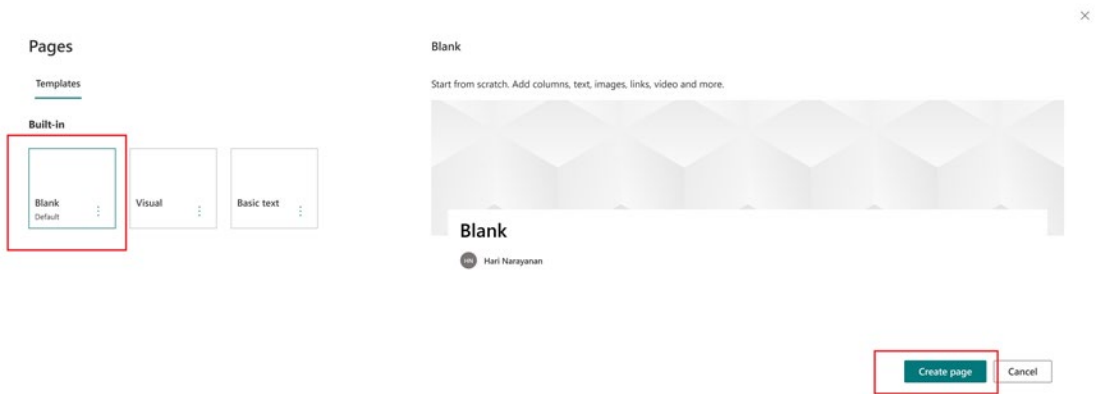 Pages
Templates
Built-in
Blank
Default
Visual
Basic text
Blank
Start from scratch. Add columns, text, images, links, video and more.
Blank
HN Hari Narayanan
Create page
Cancel